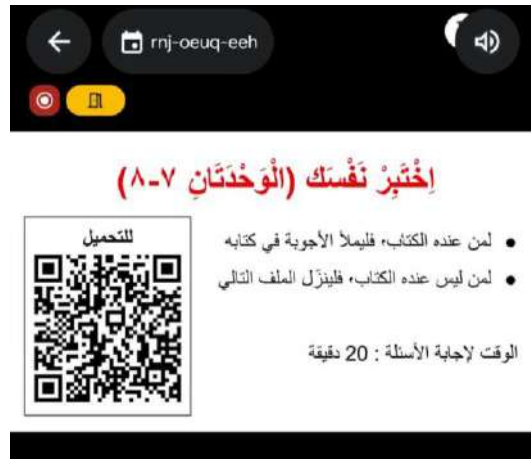 rnj-oeuq-eeh
اِخْتَبِرْ نَفْسَك (الْوَحْدَتَانِ ٧-٨)
للتحميل
لمن عنده الكتاب، فليملأ الأجوبة في كتابه
لمن ليس عنده الكتاب، فلينزّل الملف التالي
الوقت لإجابة الأسئلة : 20 دقيقة